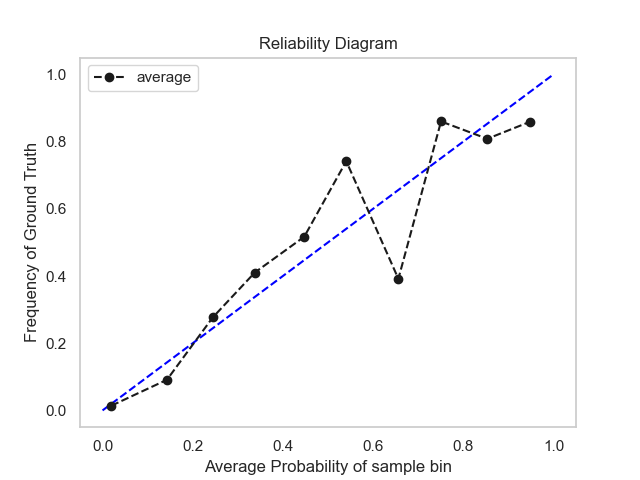 Reliability Diagram
average
1.0
0.8
0.6
0.4
0.2
0.0
Frequency of Ground Truth
0.0 0.2 0.4 0.6 0.8 1.0
Average Probability of sample bin